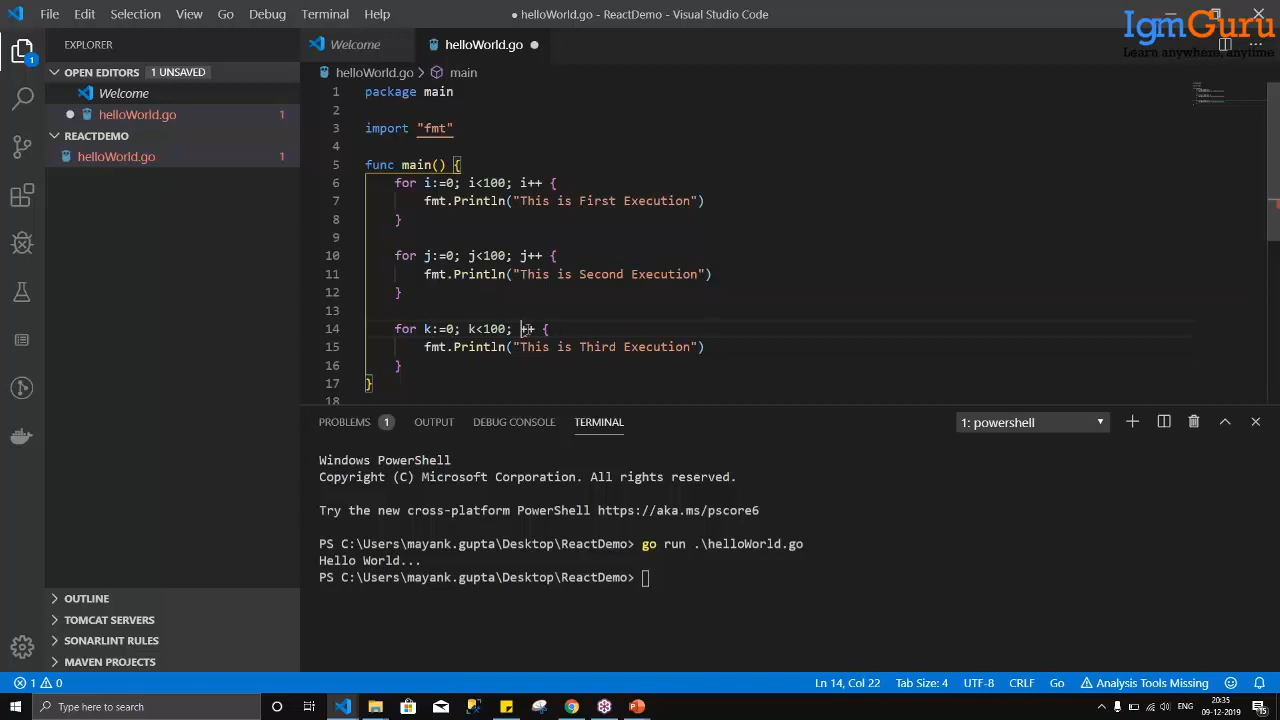 File Edit Selection View Go Debug Terminal Help
● helloWorld.go - ReactDemo - Visual Studio Code
IgmGuru
Learn anywhere, anytime.
EXPLORER
OPEN EDITORS 1 UNSAVED
Welcome
● helloWorld.go 1
REACTDEMO
helloWorld.go 1
OUTLINE
TOMCAT SERVERS
SONARLINT RULES
MAVEN PROJECTS
1
Welcome
helloWorld.go ●
helloWorld.go > main
1 package main
2
3 import "fmt"
4
5 func main() {
6 for i:=0; i<100; i++ {
7 fmt.Println("This is First Execution")
8 }
9
10 for j:=0; j<100; j++ {
11 fmt.Println("This is Second Execution")
12 }
13
14 for k:=0; k<100; ++ {
15 fmt.Println("This is Third Execution")
16 }
17 }
18
PROBLEMS 1 OUTPUT DEBUG CONSOLE TERMINAL
1: powershell
Windows PowerShell
Copyright (C) Microsoft Corporation. All rights reserved.
Try the new cross-platform PowerShell https://aka.ms/pscore6
PS C:\Users\mayank.gupta\Desktop\ReactDemo> go run .\helloWorld.go
Hello World...
PS C:\Users\mayank.gupta\Desktop\ReactDemo>
1 0
Ln 14, Col 22 Tab Size: 4 UTF-8 CRLF Go Analysis Tools Missing
Type here to search
ENG
20:35
09-12-2019